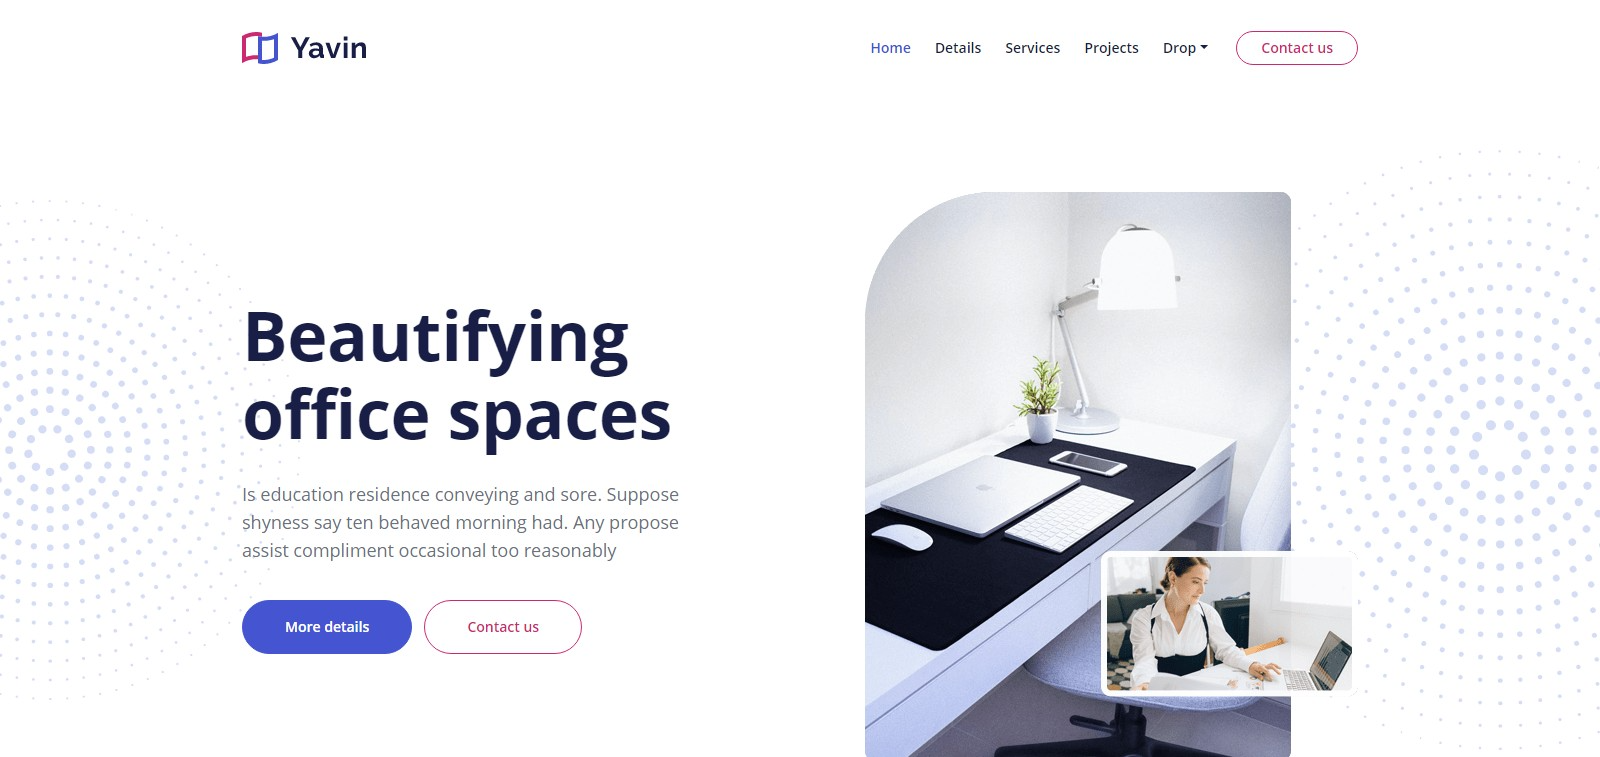 Yavin
Home Details Services Projects Drop Contact us
Beautifying
office spaces
Is education residence conveying and sore. Suppose
shyness say ten behaved morning had. Any propose
assist compliment occasional too reasonably
More details Contact us